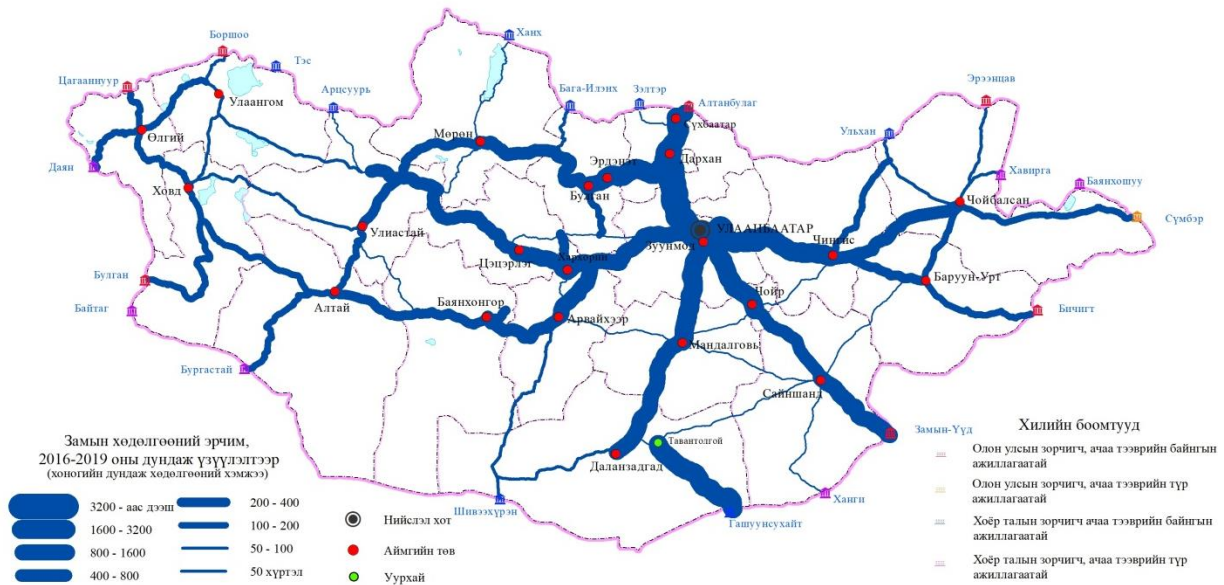 Ханх
Боршоо
Тэс
Цагааннуур
Арцсуурь
Бага-Илэнх
Зэлтэр
Алтанбулаг
Эрээнцав
Улаангом
Үхбаатар
Өлгий
Мөрөн
Ульхан
Дархан
Эрдэнэт
Даян
Булган
Хавирга
Ховд
Баянхошуу
Чойбалсан
Сүмбэр
Улиастай
УЛААНБААТАР
Зуунмод
Чингис
Цэцэрлэг
Хархорин
Булган
Баруун-Урт
Алтай
Баянхонгор
Чойр
Байтаг
Арвайхээр
Бичигт
Мандалговь
Бургастай
Сайншанд
Замын-Үүд
Тавантолгой
Даланзадгад
Ханги
Шивээхүрэн
Гашуунсухайт
Замын хөдөлгөөний эрчим,
2016-2019 оны дундаж үзүүлэлтээр
(хоногийн дундаж хөдөлгөөний хэмжээ)
3200 - аас дээш
1600 - 3200
800 - 1600
400 - 800
200 - 400
100 - 200
50 - 100
50 хүртэл
Нийслэл хот
Аймгийн төв
Уурхай
Хилийн боомтууд
Олон улсын зорчигч, ачаа тээврийн байнгын
ажиллагаатай
Олон улсын зорчигч, ачаа тээврийн түр
ажиллагаатай
Хоёр талын зорчигч, ачаа тээврийн байнгын
ажиллагаатай
Хоёр талын зорчигч, ачаа тээврийн түр
ажиллагаатай